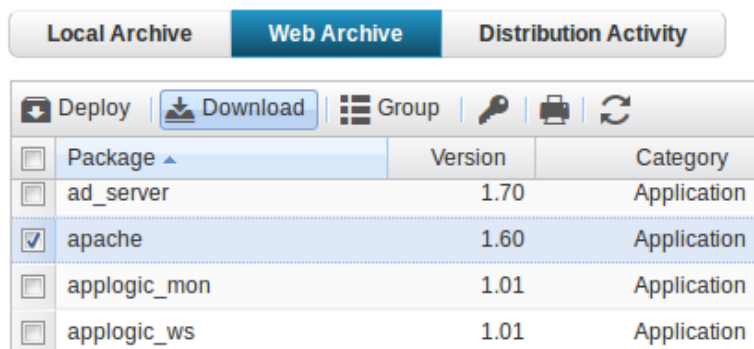 Local Archive Web Archive Distribution Activity
Deploy Download Group
Package Version Category
ad_server 1.70 Application
apache 1.60 Application
applogic_mon 1.01 Application
applogic_ws 1.01 Application